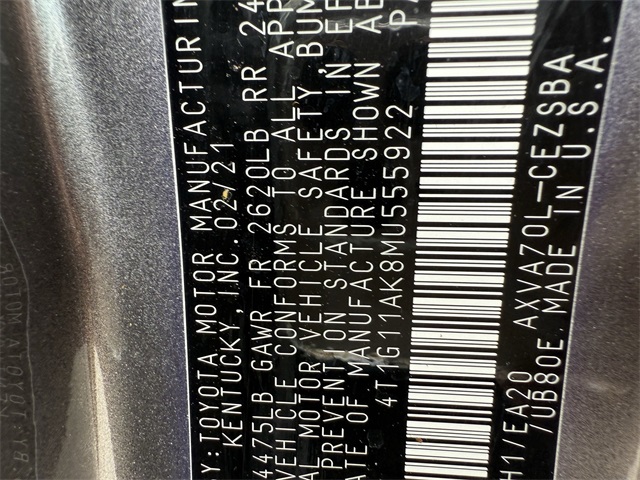 BY:TOYOTA MOTOR MANUFACTURIN
KENTUCKY, INC. 02/21
4475LB GAWR FR 2620LB RR 24
VEHICLE CONFORMS TO ALL APP
AL MOTOR VEHICLE SAFETY, BUM
PREVENTION STANDARDS IN EF
ATE OF MANUFACTURE SHOWN AB
4T1G11AK8MU555922 PA
H1/EA20 AXVA70L-CEZSBA
/UB80E MADE IN U.S.A.